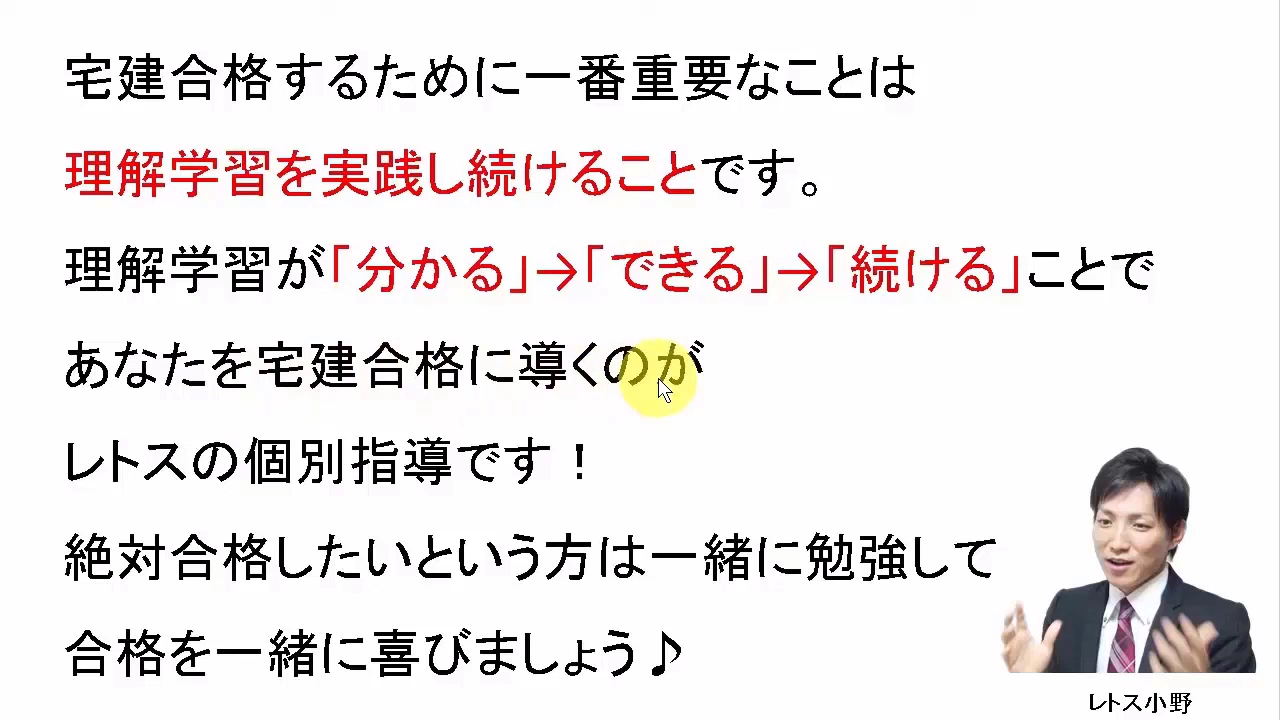 宅建合格するために一番重要なことは
理解学習を実践し続けることです。
理解学習が「分かる」→「できる」→「続ける」ことで
あなたを宅建合格に導くのが
レトスの個別指導です！
絶対合格したいという方は一緒に勉強して
合格を一緒に喜びましょう♪
レトス小野